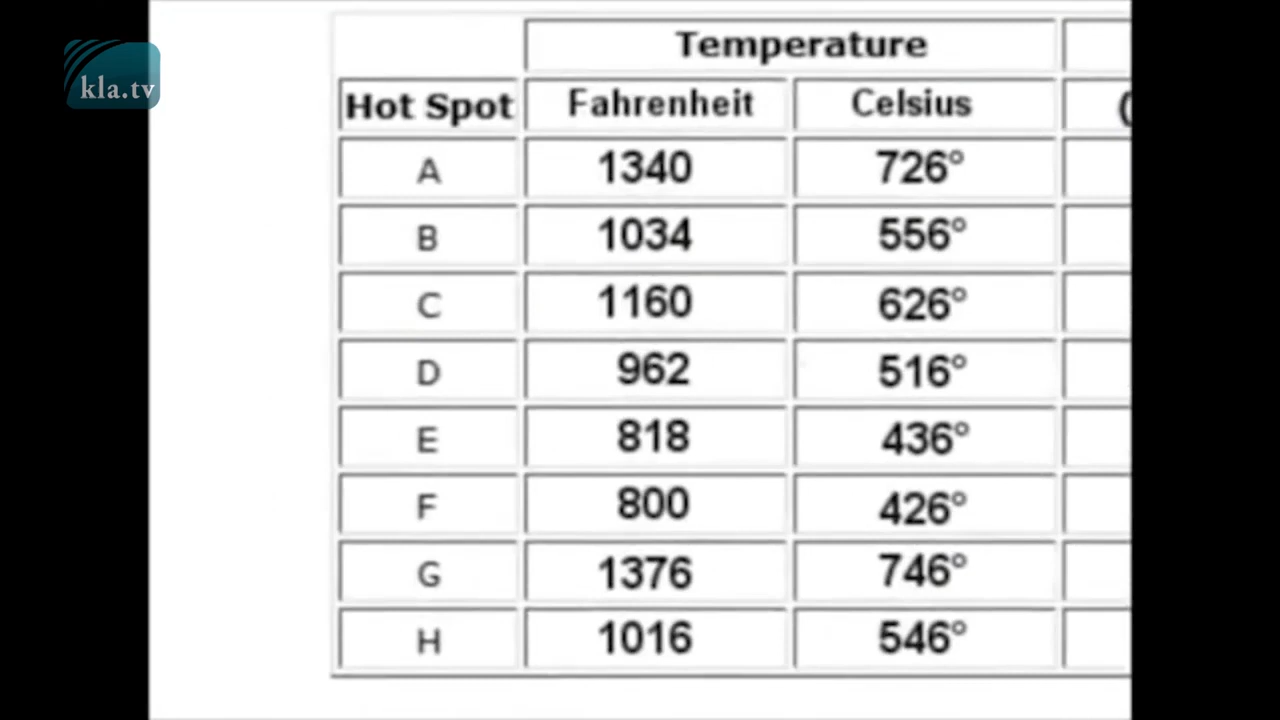 kla.tv
Temperature
Hot Spot Fahrenheit Celsius (
A 1340 726°
B 1034 556°
C 1160 626°
D 962 516°
E 818 436°
F 800 426°
G 1376 746°
H 1016 546°